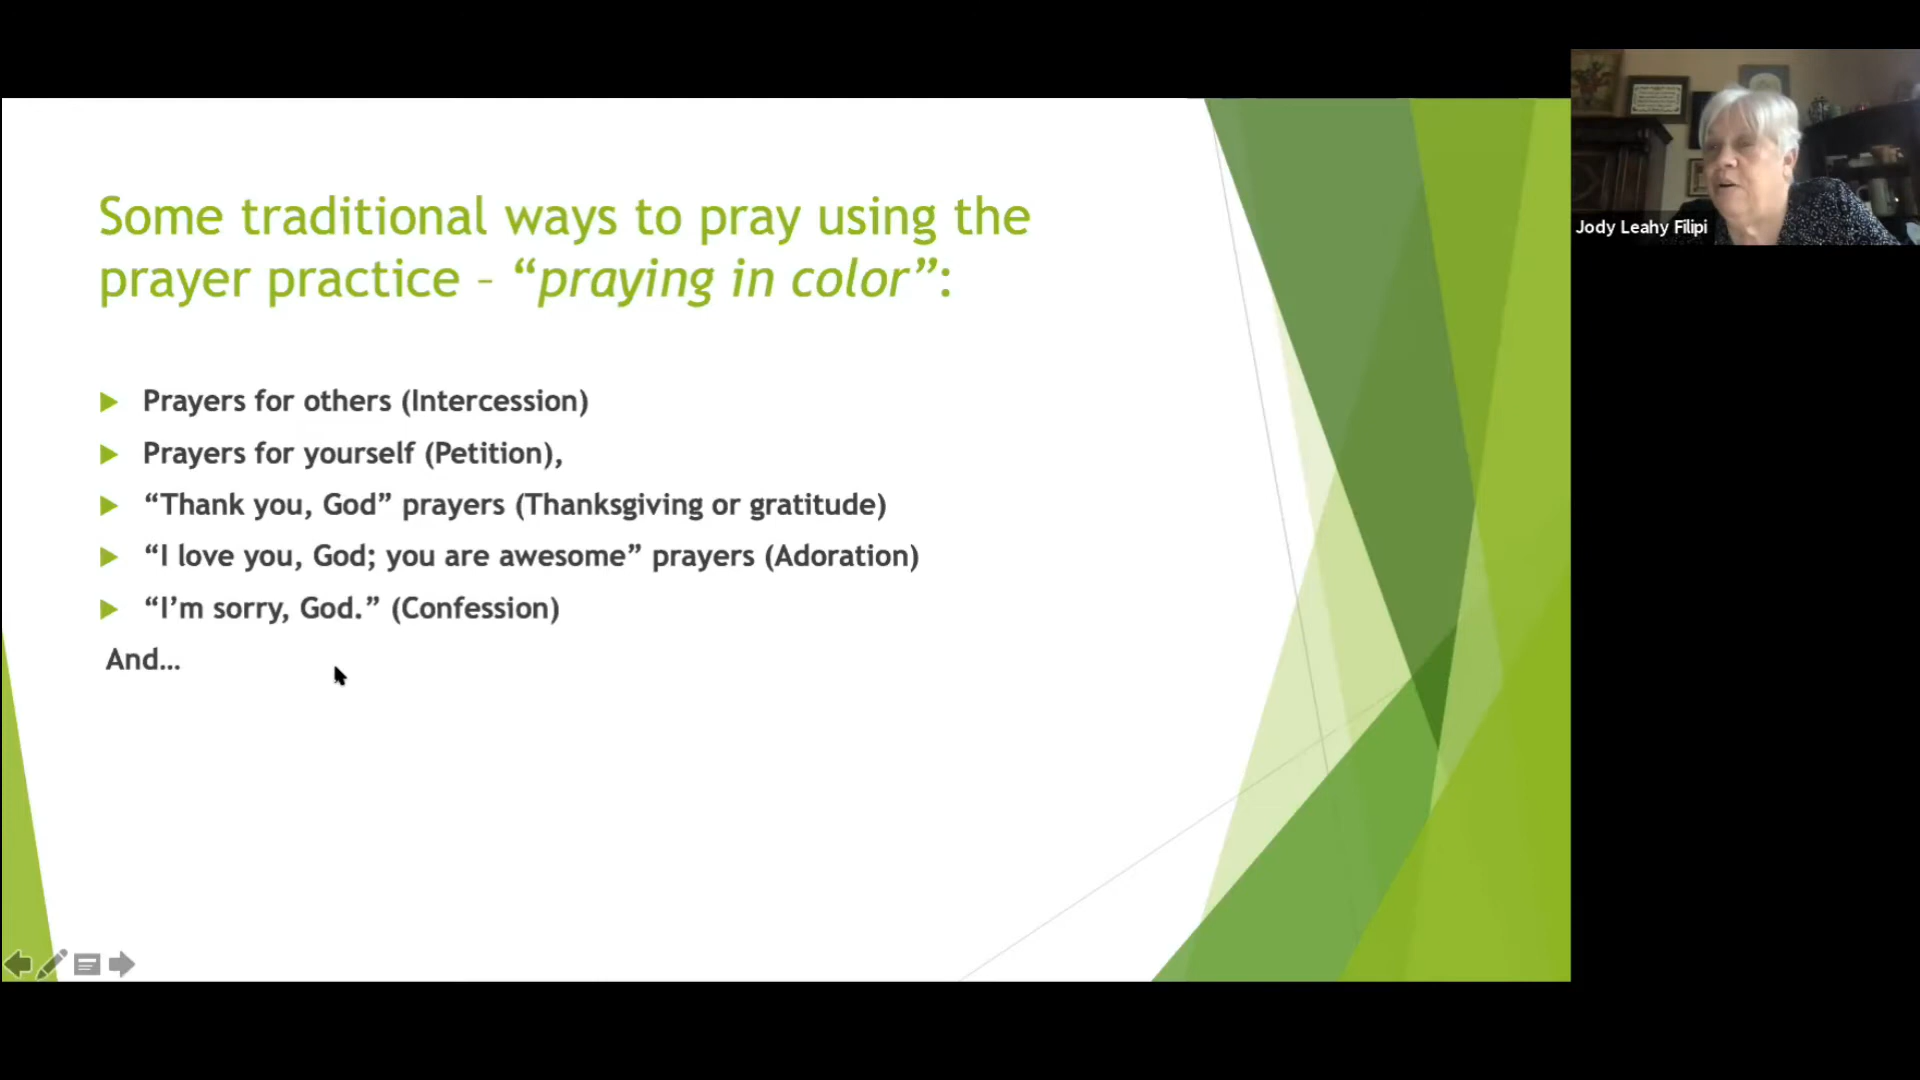 Some traditional ways to pray using the
prayer practice – “praying in color”:
Prayers for others (Intercession)
Prayers for yourself (Petition),
“Thank you, God” prayers (Thanksgiving or gratitude)
“I love you, God; you are awesome” prayers (Adoration)
“I’m sorry, God.” (Confession)
And…
Jody Leahy Filipi